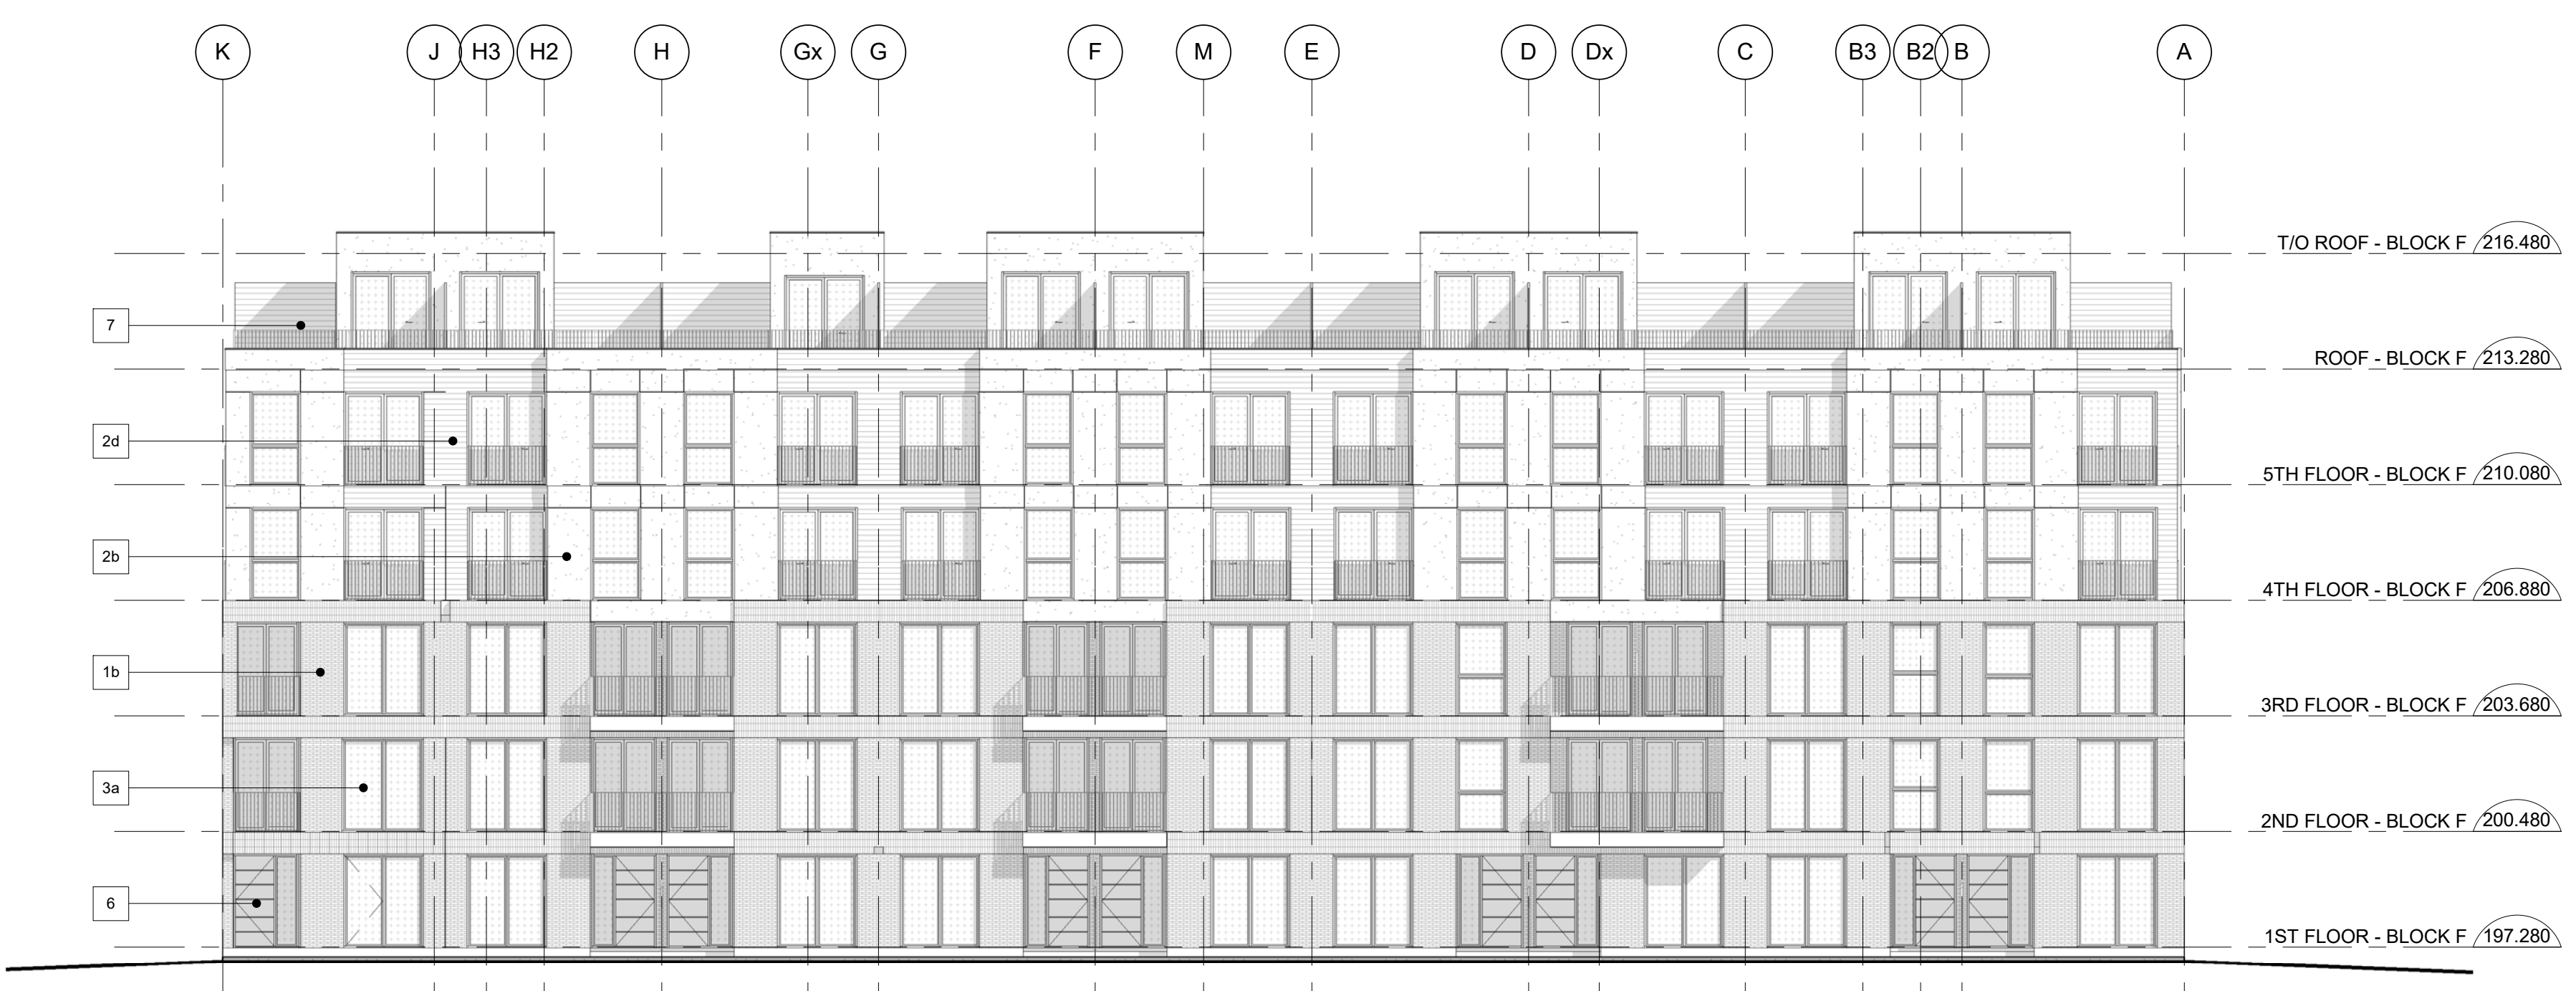 K J H3 H2 H Gx G F M E D Dx C B3 B2 B A
T/O ROOF - BLOCK F 216.480
7
ROOF - BLOCK F 213.280
2d
5TH FLOOR - BLOCK F 210.080
2b
4TH FLOOR - BLOCK F 206.880
1b
3RD FLOOR - BLOCK F 203.680
3a
2ND FLOOR - BLOCK F 200.480
6
1ST FLOOR - BLOCK F 197.280